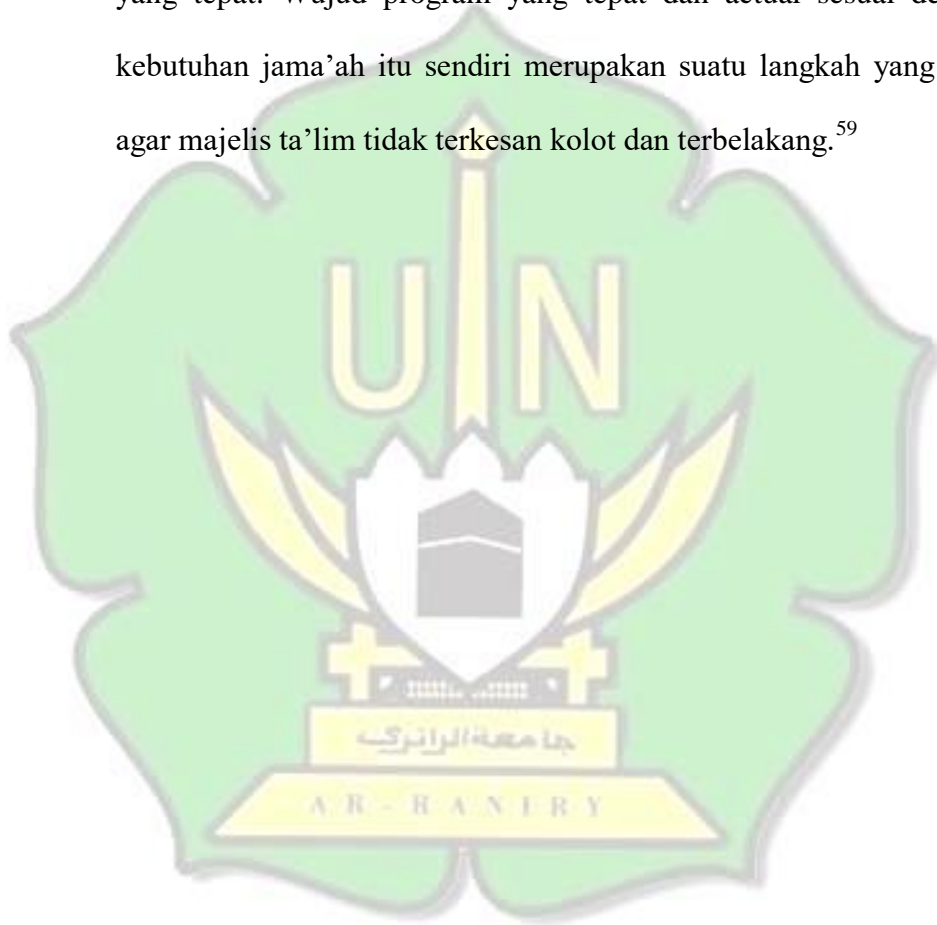 yang tepat. Wujud program yang tepat dan actual sesuai de
kebutuhan jama’ah itu sendiri merupakan suatu langkah yang
agar majelis ta’lim tidak terkesan kolot dan terbelakang.59
UIN
جامعة الرانري
AR-RANIRY